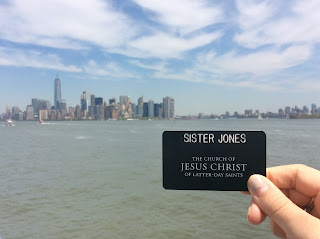 SISTER JONES
THE CHURCH OF
JESUS CHRIST
OF LATTER-DAY SAINTS